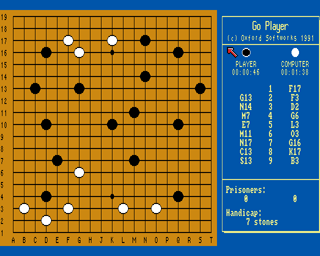 Go Player
(c) Oxford Softworks 1991
PLAYER COMPUTER
00:00:46 00:01:38
1 F17
G13 2 F3
N14 3 D2
M7 4 G6
E7 5 L3
M11 6 O3
N17 7 G16
C13 8 K17
S13 9 B3
Prisoners:
0 0
Handicap:
7 stones
19
18
17
16
15
14
13
12
11
10
9
8
7
6
5
4
3
2
1
A B C D E F G H J K L M N O P Q R S T